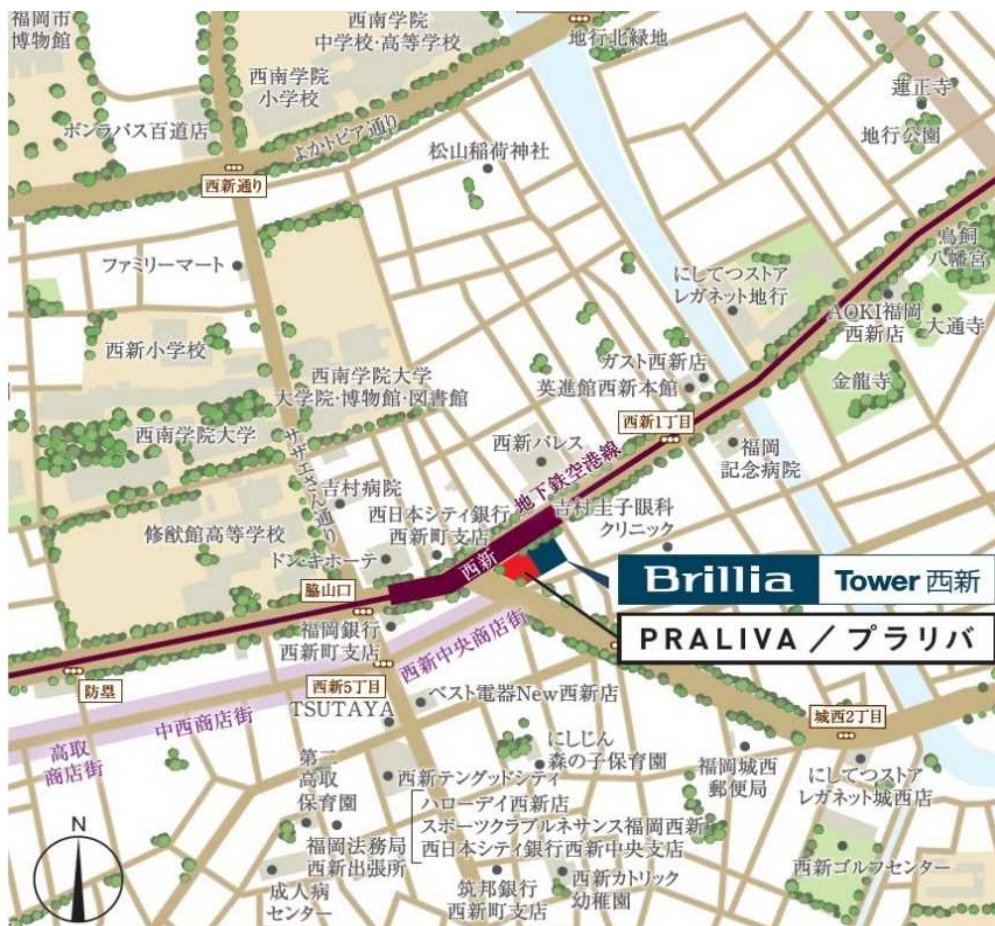 福岡市
博物館
西南学院
中学校・高等学校
地行北緑地
西南学院
小学校
蓮正寺
ボンラパス百道店
よかトピア通り
地行公園
松山稲荷神社
西新通り
鳥飼
八幡宮
ファミリーマート
にしてつストア
レガネット地行
AOKI福岡
西新店
大通寺
西新小学校
ガスト西新店
西南学院大学
大学院・博物館・図書館
英進館西新本館
金龍寺
西新1丁目
西南学院大学
サザエさん通り
西新パレス
地下鉄空港線
福岡
記念病院
吉村病院
西日本シティ銀行
西新町支店
吉村圭子眼科
クリニック
修猷館高等学校
ドン・キホーテ
西新
Brillia Tower 西新
脇山口
PRALIVA / プラリバ
福岡銀行
西新町支店
西新中央商店街
防塁
西新5丁目
中西商店街
TSUTAYA
ベスト電器New西新店
城西2丁目
高取
商店街
第二
高取
保育園
にしじん
森の子保育園
福岡城西
郵便局
にしてつストア
レガネット城西店
西新テングッドシティ
ハローデイ西新店
スポーツクラブルネサンス福岡西新
西日本シティ銀行西新中央支店
福岡法務局
西新出張所
N
成人病
センター
筑邦銀行
西新町支店
西新カトリック
幼稚園
西新ゴルフセンター